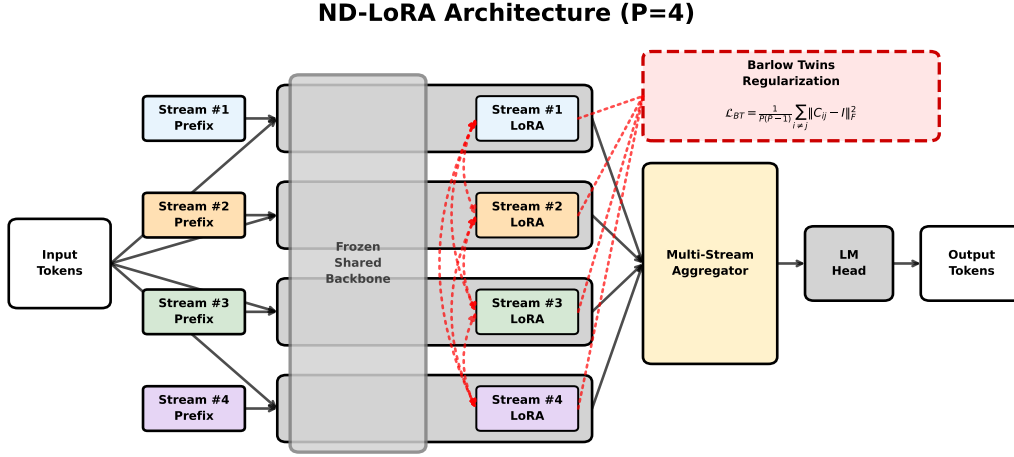 ND-LoRA Architecture (P=4)
Barlow Twins
Regularization
ℒ_BT = 1/P(P−1) ∑_{i≠j} ‖C_ij − I‖²_F
Stream #1
Prefix
Stream #1
LoRA
Stream #2
Prefix
Stream #2
LoRA
Input
Tokens
Frozen
Shared
Backbone
Multi-Stream
Aggregator
LM
Head
Output
Tokens
Stream #3
Prefix
Stream #3
LoRA
Stream #4
Prefix
Stream #4
LoRA